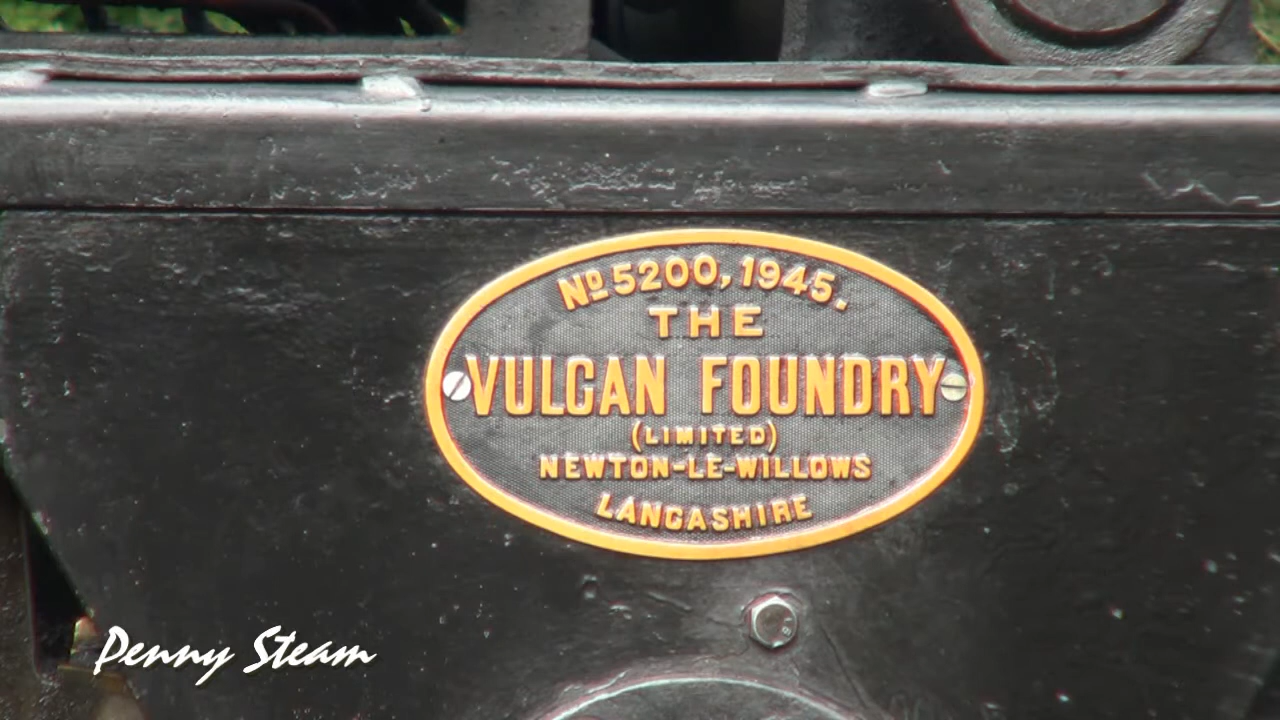 Nº 5200, 1945.
THE
VULCAN FOUNDRY
(LIMITED)
NEWTON-LE-WILLOWS
LANCASHIRE
Penny Steam